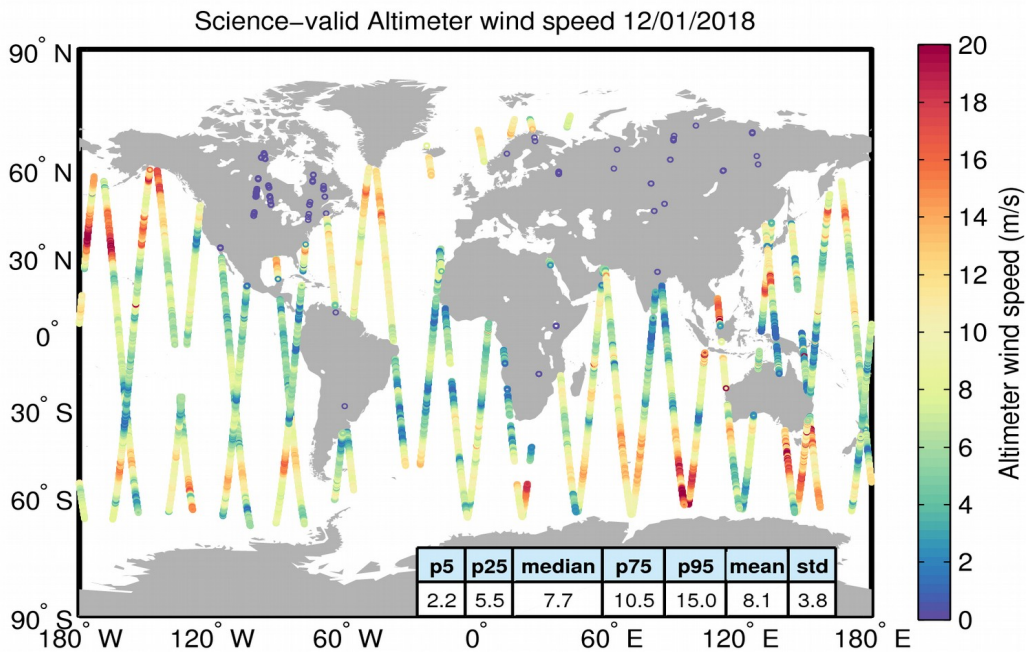 Science−valid Altimeter wind speed 12/01/2018
90° N
60° N
30° N
0°
30° S
60° S
90° S
180° W
120° W
60° W
0°
60° E
120° E
180° E
p5 p25 median p75 p95 mean std
2.2 5.5 7.7 10.5 15.0 8.1 3.8
20
18
16
14
12
10
8
6
4
2
0
Altimeter wind speed (m/s)